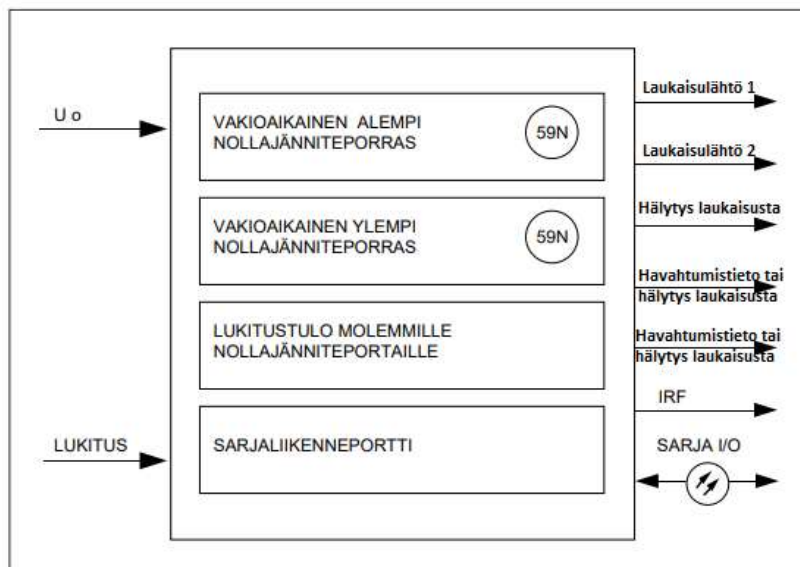 U o
LUKITUS
VAKIOAIKAINEN ALEMPI
NOLLAJÄNNITEPORRAS
59N
VAKIOAIKAINEN YLEMPI
NOLLAJÄNNITEPORRAS
59N
LUKITUSTULO MOLEMMILLE
NOLLAJÄNNITEPORTAILLE
SARJALIIKENNEPORTTI
Laukaisulähtö 1
Laukaisulähtö 2
Hälytys laukaisusta
Havahtumistieto tai
hälytys laukaisusta
Havahtumistieto tai
hälytys laukaisusta
IRF
SARJA I/O